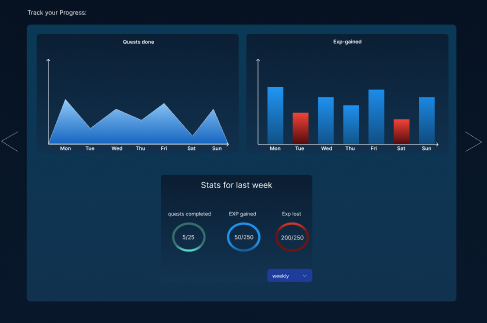 Track your Progress:
Quests done
Mon Tue Wed Thu Fri Sat Sun
Exp-gained
Mon Tue Wed Thu Fri Sat Sun
Stats for last week
quests completed EXP gained Exp lost
5/25 50/250 200/250
weekly